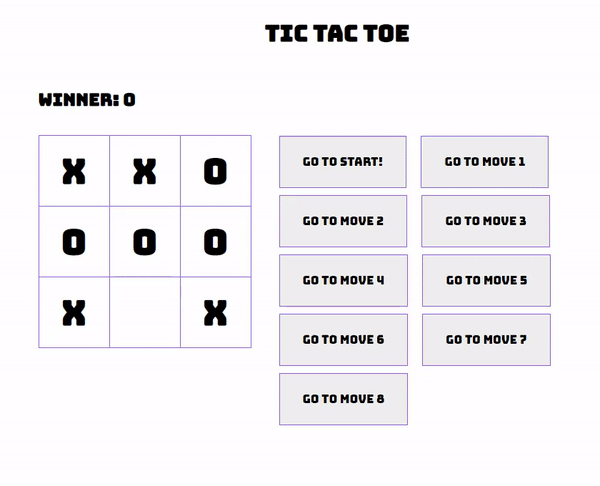 TIC TAC TOE
WINNER: O
X X O
O O O
X X
GO TO START! GO TO MOVE 1
GO TO MOVE 2 GO TO MOVE 3
GO TO MOVE 4 GO TO MOVE 5
GO TO MOVE 6 GO TO MOVE 7
GO TO MOVE 8